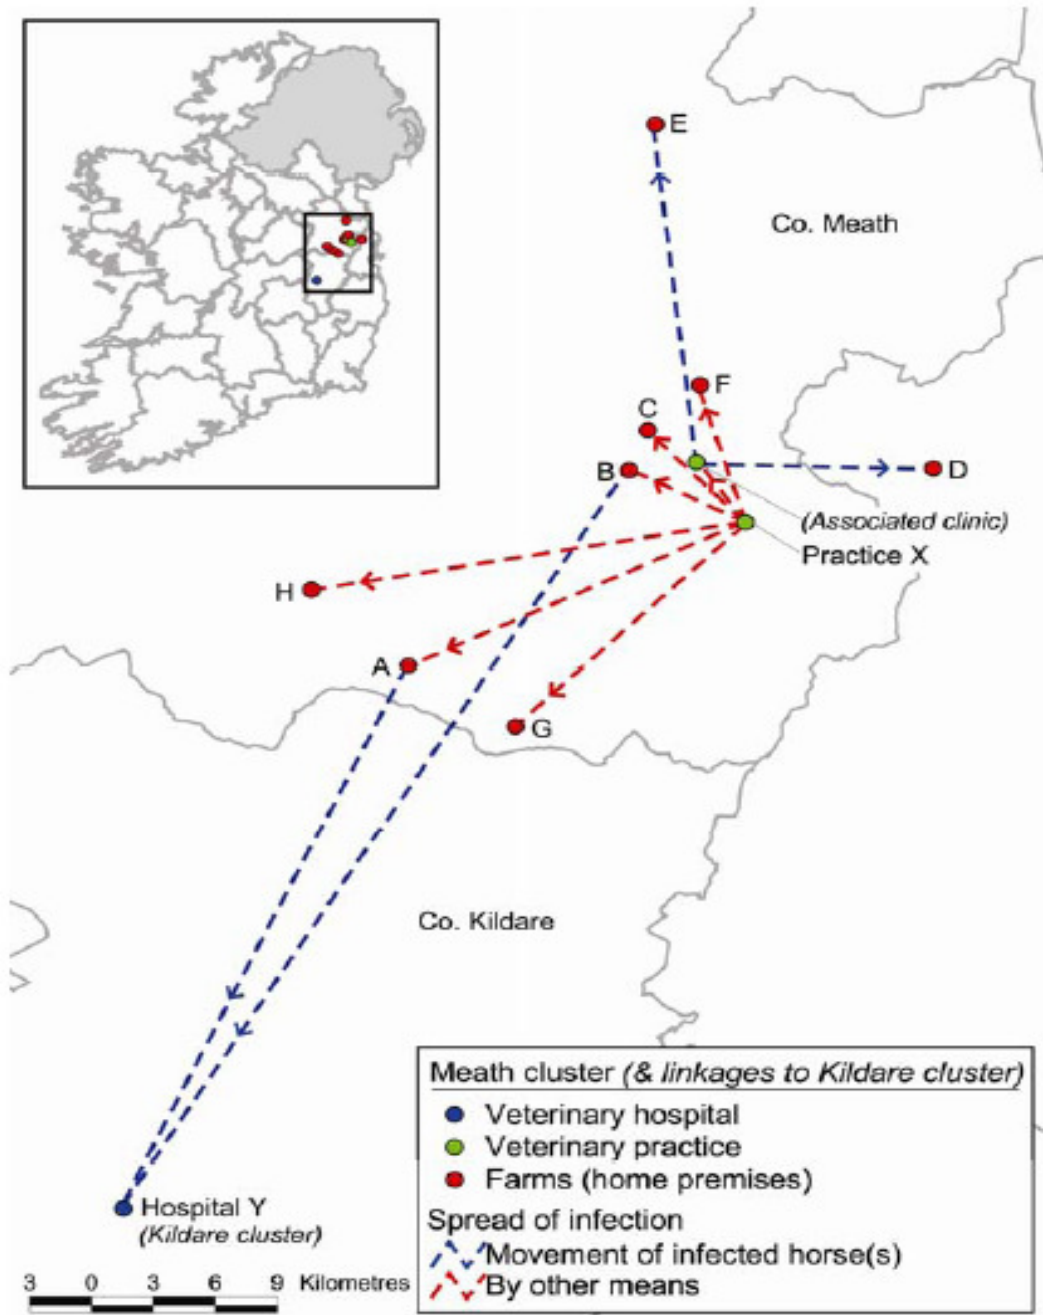 E
Co. Meath
F
C
B
D
(Associated clinic)
Practice X
H
A
G
Co. Kildare
Meath cluster (& linkages to Kildare cluster)
Veterinary hospital
Veterinary practice
Farms (home premises)
Spread of infection
Movement of infected horse(s)
By other means
Hospital Y
(Kildare cluster)
3 0 3 6 9 Kilometres